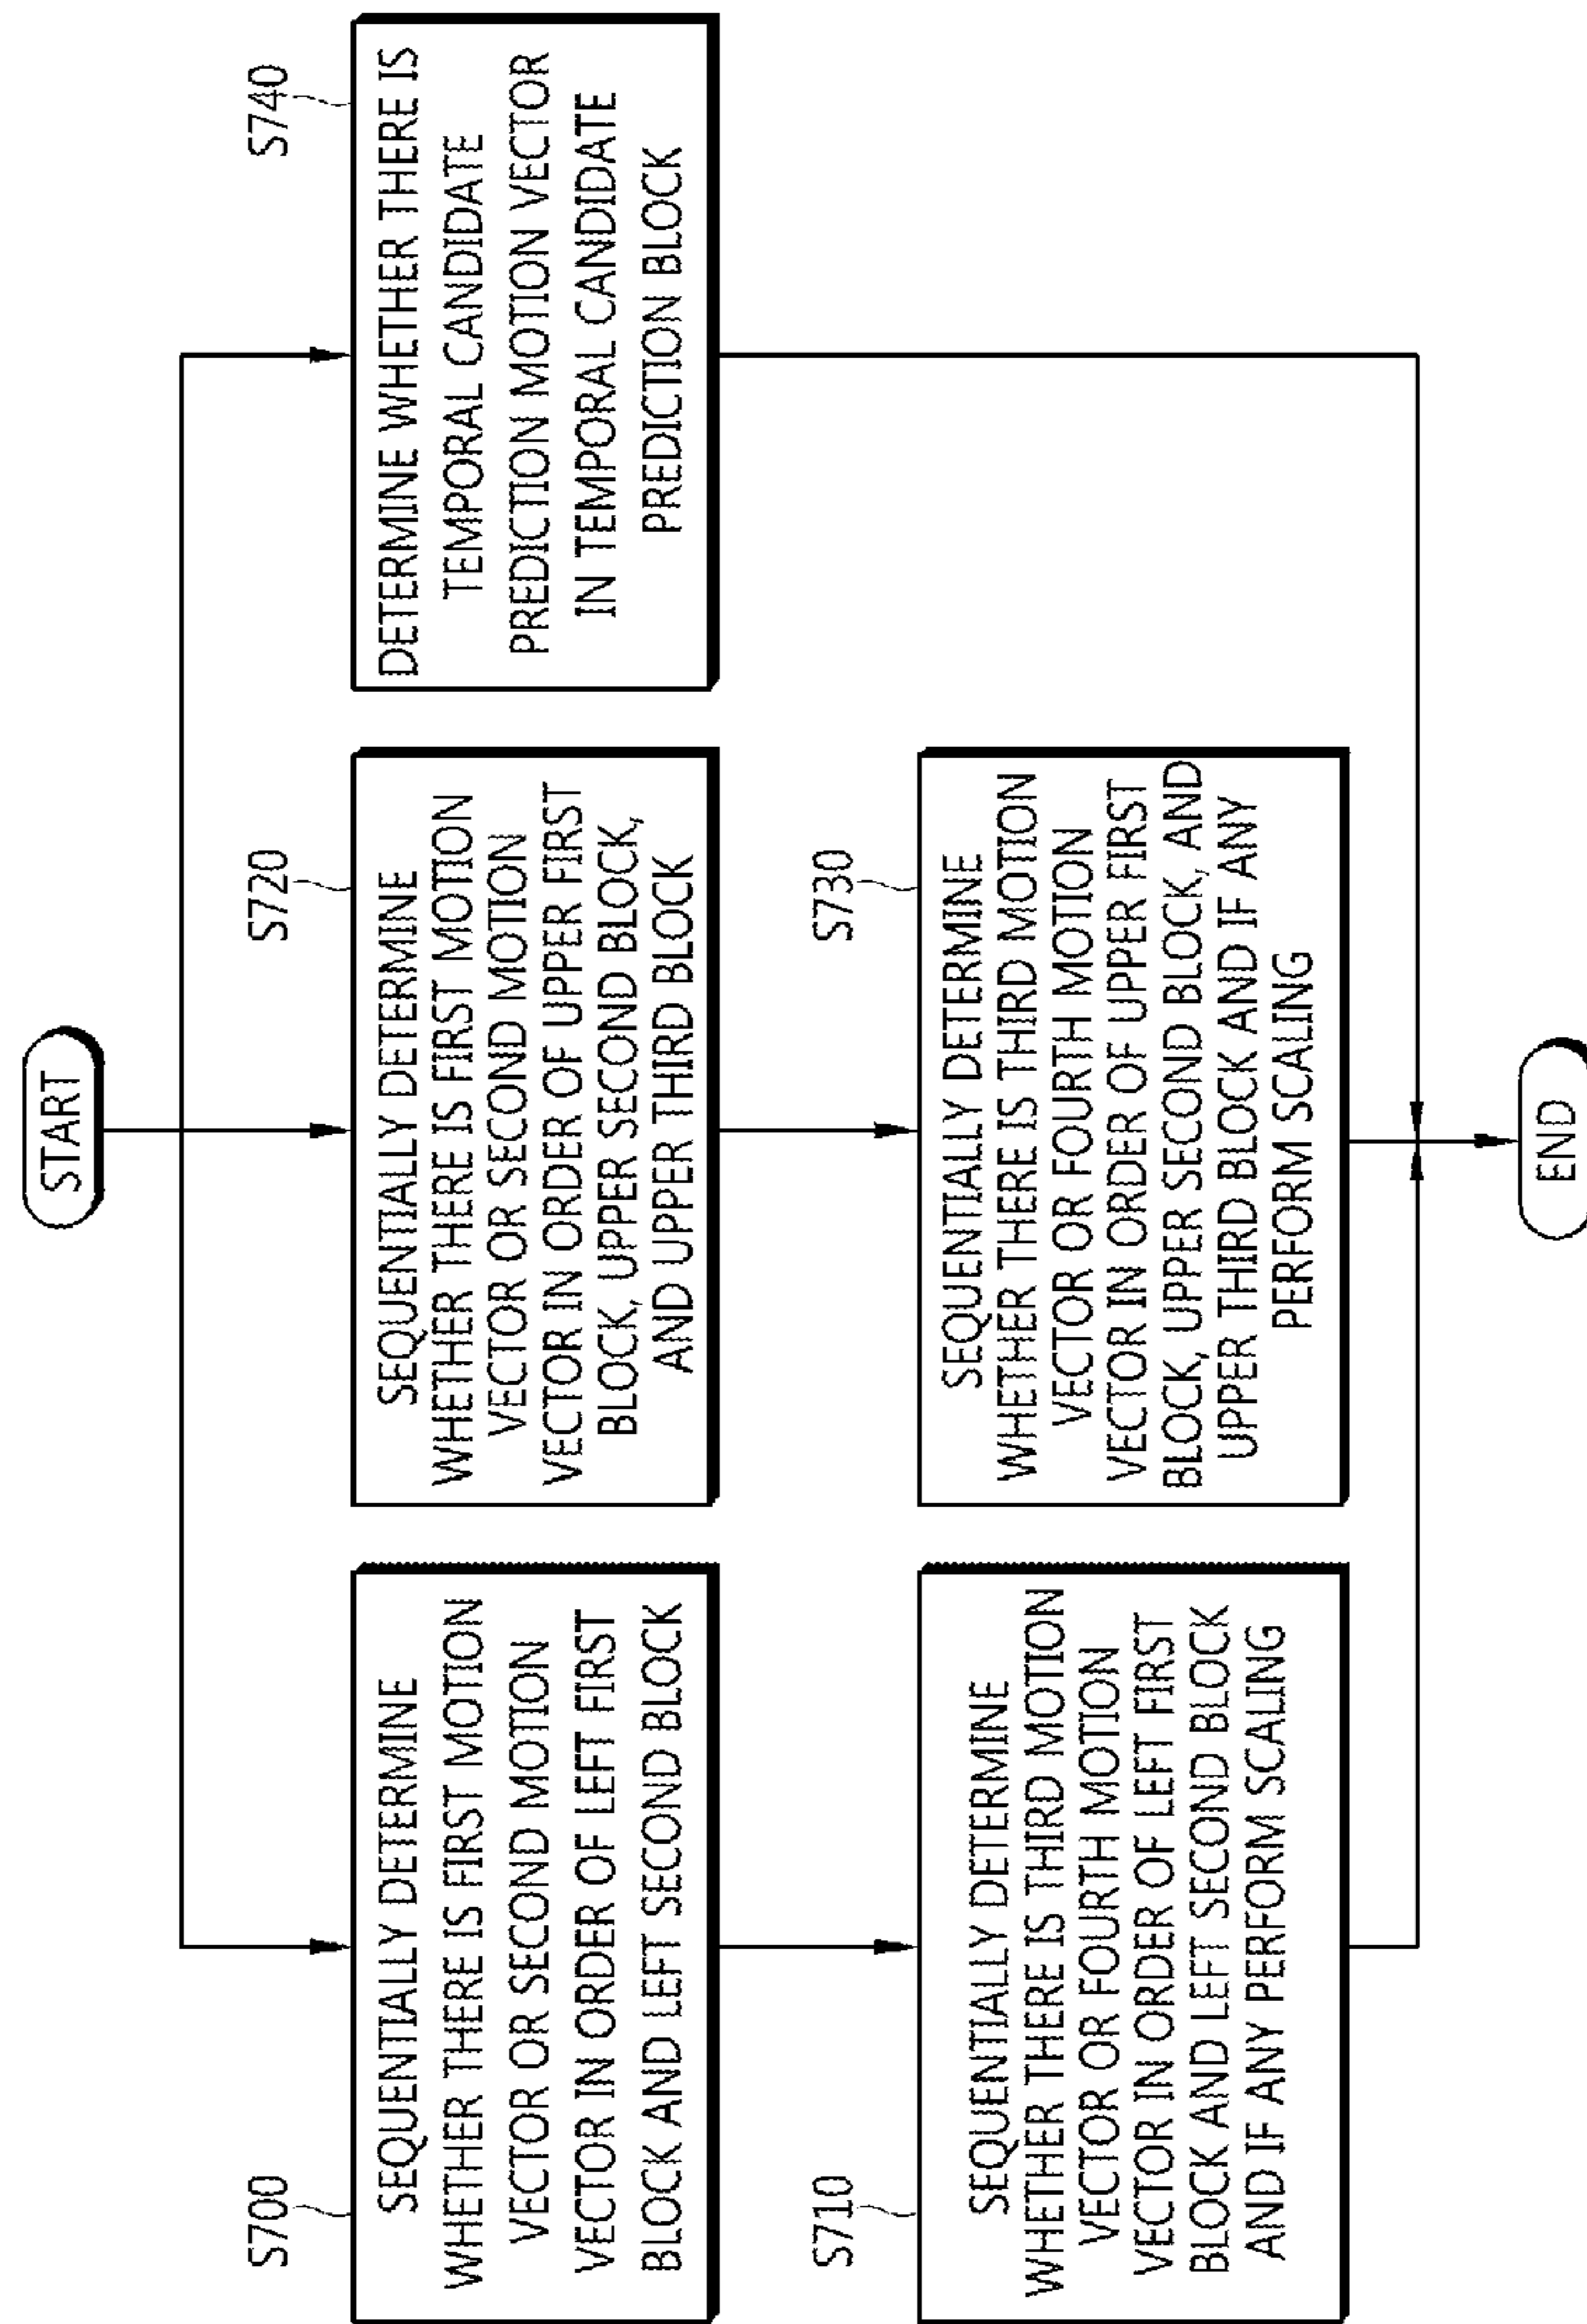 START
S700
SEQUENTIALLY DETERMINE
WHETHER THERE IS FIRST MOTION
VECTOR OR SECOND MOTION
VECTOR IN ORDER OF LEFT FIRST
BLOCK AND LEFT SECOND BLOCK
S720
SEQUENTIALLY DETERMINE
WHETHER THERE IS FIRST MOTION
VECTOR OR SECOND MOTION
VECTOR IN ORDER OF UPPER FIRST
BLOCK, UPPER SECOND BLOCK,
AND UPPER THIRD BLOCK
S740
DETERMINE WHETHER THERE IS
TEMPORAL CANDIDATE
PREDICTION MOTION VECTOR
IN TEMPORAL CANDIDATE
PREDICTION BLOCK
S710
SEQUENTIALLY DETERMINE
WHETHER THERE IS THIRD MOTION
VECTOR OR FOURTH MOTION
VECTOR IN ORDER OF LEFT FIRST
BLOCK AND LEFT SECOND BLOCK
AND IF ANY PERFORM SCALING
S730
SEQUENTIALLY DETERMINE
WHETHER THERE IS THIRD MOTION
VECTOR OR FOURTH MOTION
VECTOR IN ORDER OF UPPER FIRST
BLOCK, UPPER SECOND BLOCK, AND
UPPER THIRD BLOCK AND IF ANY
PERFORM SCALING
END